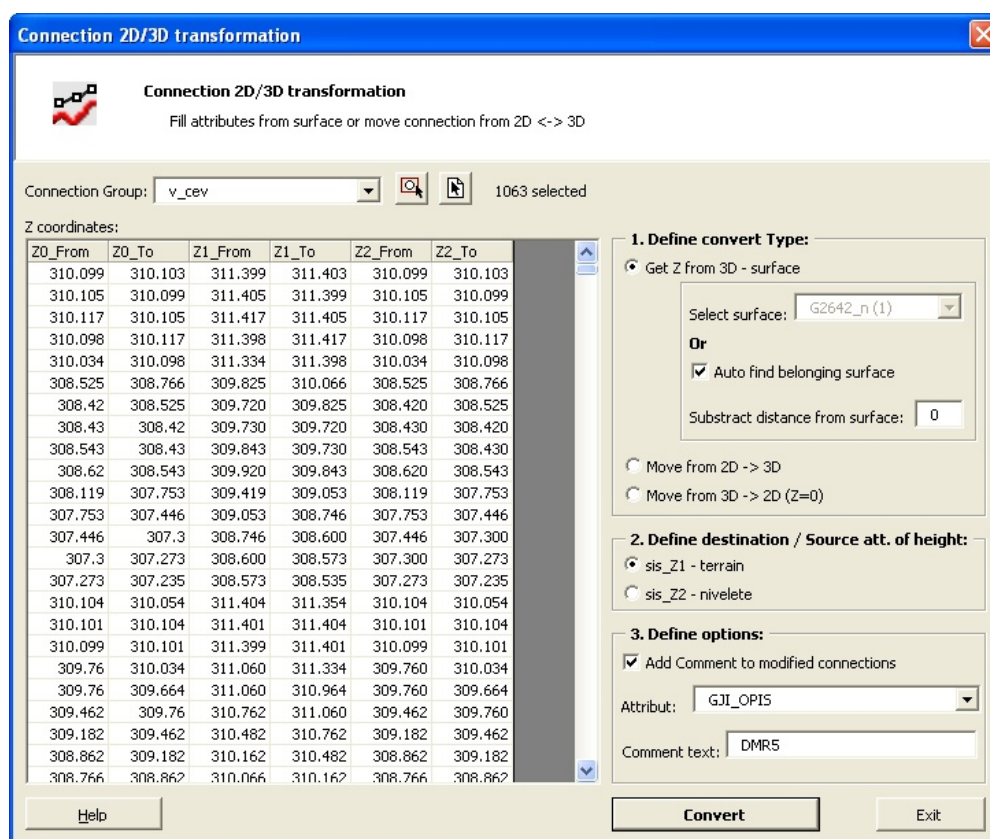 Connection 2D/3D transformation
Connection 2D/3D transformation
Fill attributes from surface or move connection from 2D <-> 3D
Connection Group: v_cev 1063 selected
Z coordinates:
Z0_From Z0_To Z1_From Z1_To Z2_From Z2_To
310.099 310.103 311.399 311.403 310.099 310.103
310.105 310.099 311.405 311.399 310.105 310.099
310.117 310.105 311.417 311.405 310.117 310.105
310.098 310.117 311.398 311.417 310.098 310.117
310.034 310.098 311.334 311.398 310.034 310.098
308.525 308.766 309.825 310.066 308.525 308.766
308.42 308.525 309.720 309.825 308.420 308.525
308.43 308.42 309.730 309.720 308.430 308.420
308.543 308.43 309.843 309.730 308.543 308.430
308.62 308.543 309.920 309.843 308.620 308.543
308.119 307.753 309.419 309.053 308.119 307.753
307.753 307.446 309.053 308.746 307.753 307.446
307.446 307.3 308.746 308.600 307.446 307.300
307.3 307.273 308.600 308.573 307.300 307.273
307.273 307.235 308.573 308.535 307.273 307.235
310.104 310.054 311.404 311.354 310.104 310.054
310.101 310.104 311.401 311.404 310.101 310.104
310.099 310.101 311.399 311.401 310.099 310.101
309.76 310.034 311.060 311.334 309.760 310.034
309.76 309.664 311.060 310.964 309.760 309.664
309.462 309.76 310.762 311.060 309.462 309.760
309.182 309.462 310.482 310.762 309.182 309.462
308.862 309.182 310.162 310.482 308.862 309.182
308.766 308.862 310.066 310.162 308.766 308.862
1. Define convert Type:
Get Z from 3D - surface
Select surface: G2642_n (1)
Or
Auto find belonging surface
Substract distance from surface: 0
Move from 2D -> 3D
Move from 3D -> 2D (Z=0)
2. Define destination / Source att. of height:
sis_Z1 - terrain
sis_Z2 - nivelete
3. Define options:
Add Comment to modified connections
Attribut: GJI_OPIS
Comment text: DMR5
Help Convert Exit